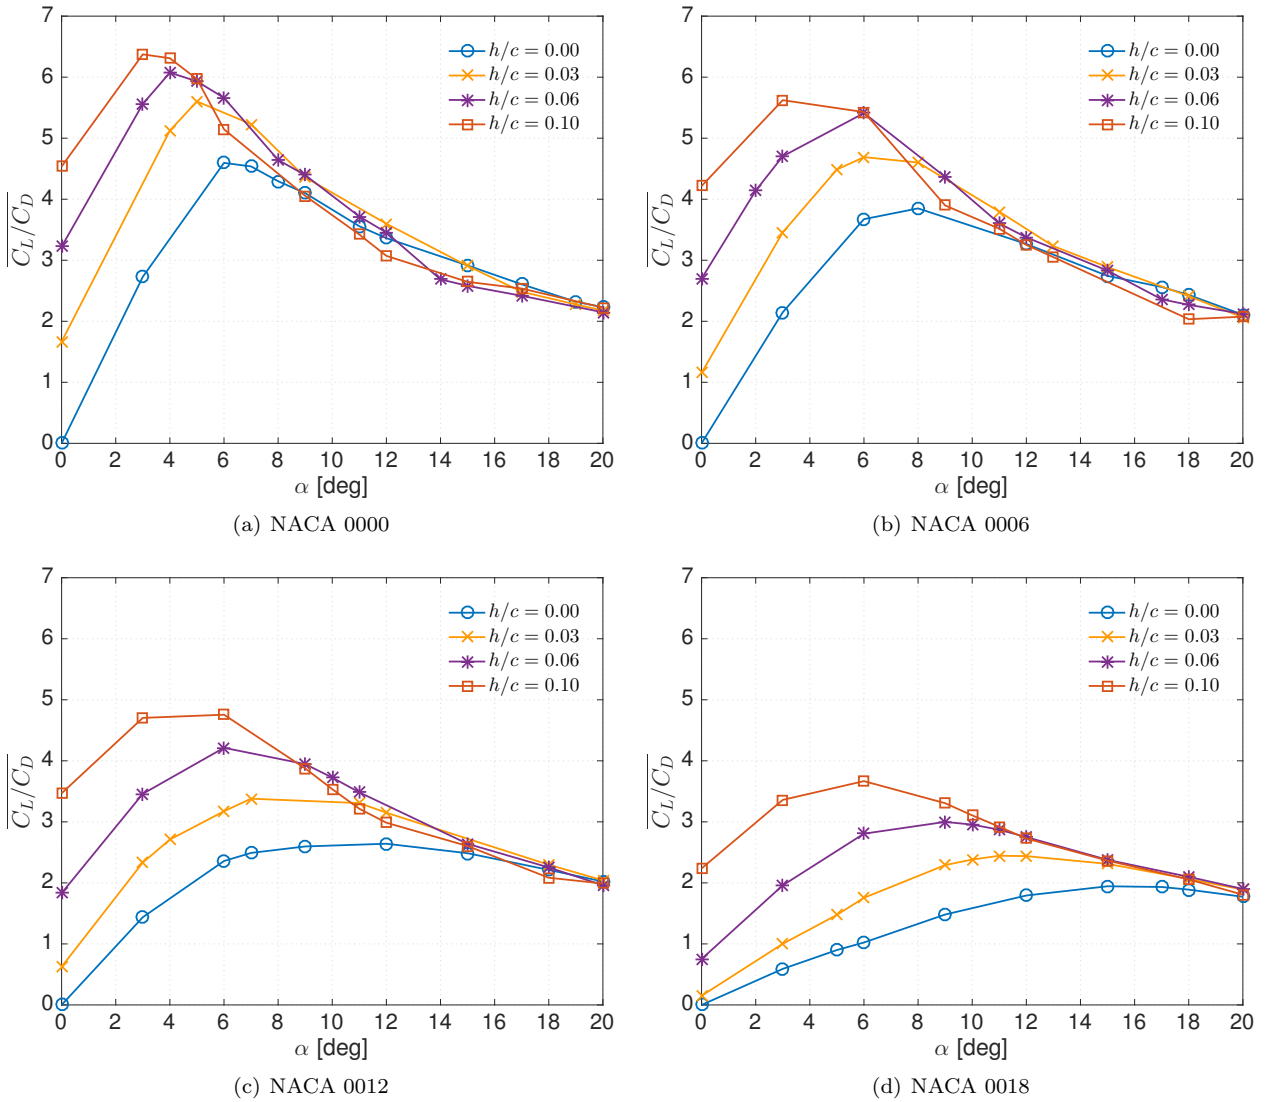 7
6
5
4
3
2
1
0
C_L/C_D
h/c = 0.00
h/c = 0.03
h/c = 0.06
h/c = 0.10
0 2 4 6 8 10 12 14 16 18 20
α [deg]
(a) NACA 0000
7
6
5
4
3
2
1
0
C_L/C_D
h/c = 0.00
h/c = 0.03
h/c = 0.06
h/c = 0.10
0 2 4 6 8 10 12 14 16 18 20
α [deg]
(b) NACA 0006
7
6
5
4
3
2
1
0
C_L/C_D
h/c = 0.00
h/c = 0.03
h/c = 0.06
h/c = 0.10
0 2 4 6 8 10 12 14 16 18 20
α [deg]
(c) NACA 0012
7
6
5
4
3
2
1
0
C_L/C_D
h/c = 0.00
h/c = 0.03
h/c = 0.06
h/c = 0.10
0 2 4 6 8 10 12 14 16 18 20
α [deg]
(d) NACA 0018